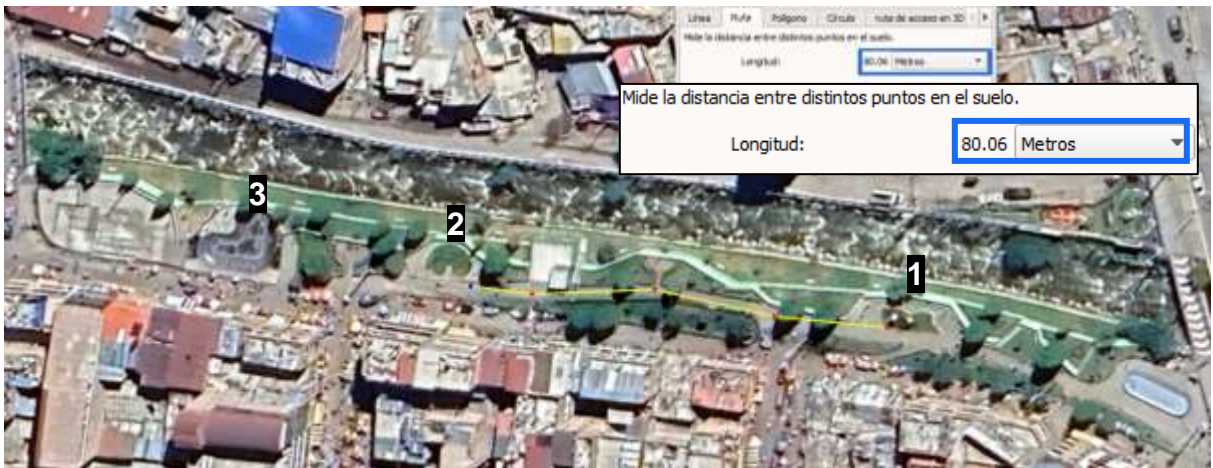 Línea Ruta Polígono Círculo ruta de acceso en 3D
Mide la distancia entre distintos puntos en el suelo.
Longitud:
80.06 Metros
Mide la distancia entre distintos puntos en el suelo.
Longitud:
80.06 Metros
3
2
1